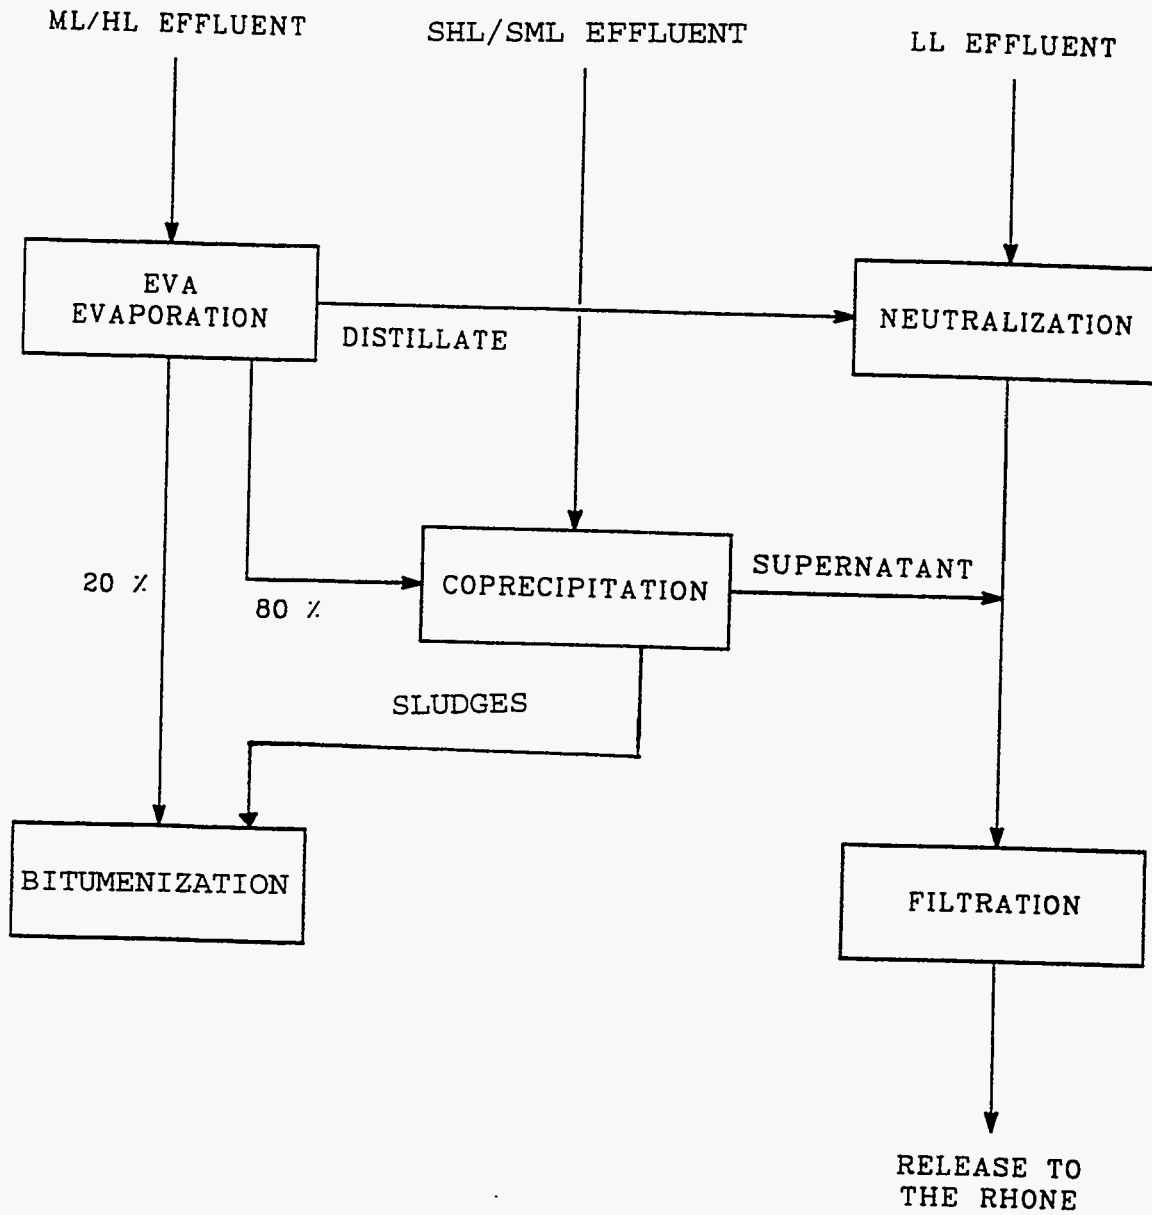 ML/HL EFFLUENT
SHL/SML EFFLUENT
LL EFFLUENT
EVA
EVAPORATION
DISTILLATE
NEUTRALIZATION
20 %
80 %
COPRECIPITATION
SUPERNATANT
SLUDGES
BITUMENIZATION
FILTRATION
RELEASE TO
THE RHONE